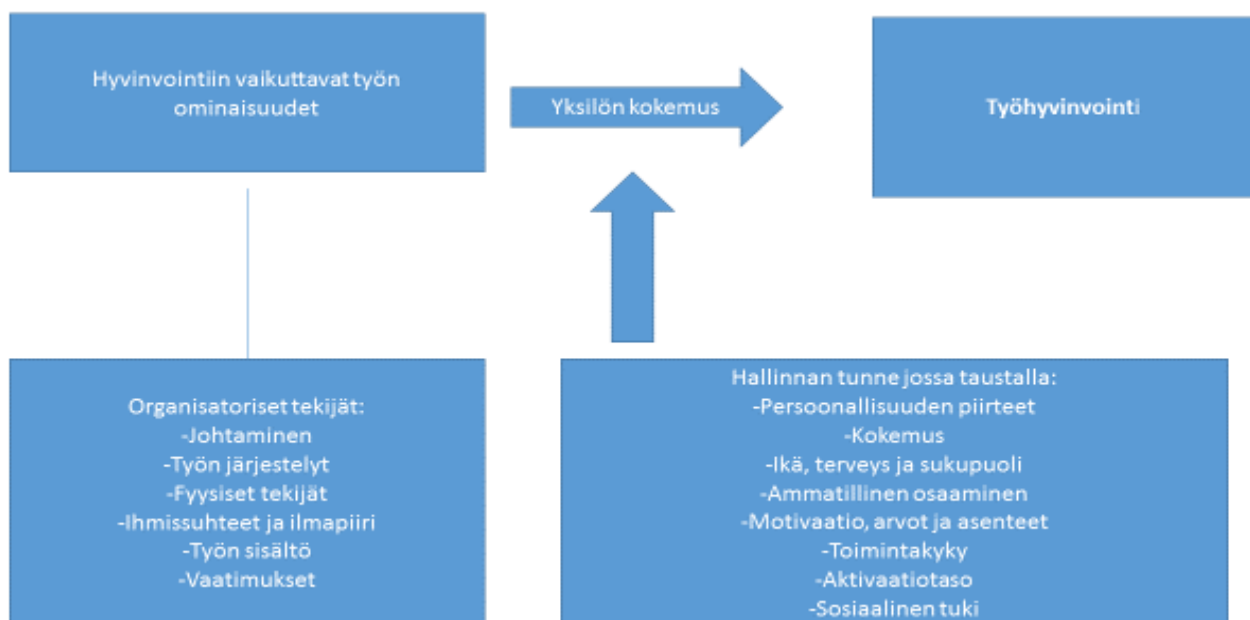 Hyvinvointiin vaikuttavat työn
ominaisuudet
Yksilön kokemus
Työhyvinvointi
Organisatoriset tekijät:
-Johtaminen
-Työn järjestelyt
-Fyysiset tekijät
-Ihmissuhteet ja ilmapiiri
-Työn sisältö
-Vaatimukset
Hallinnan tunne jossa taustalla:
-Persoonallisuuden piirteet
-Kokemus
-Ikä, terveys ja sukupuoli
-Ammatillinen osaaminen
-Motivaatio, arvot ja asenteet
-Toimintakyky
-Aktivaatiotaso
-Sosiaalinen tuki